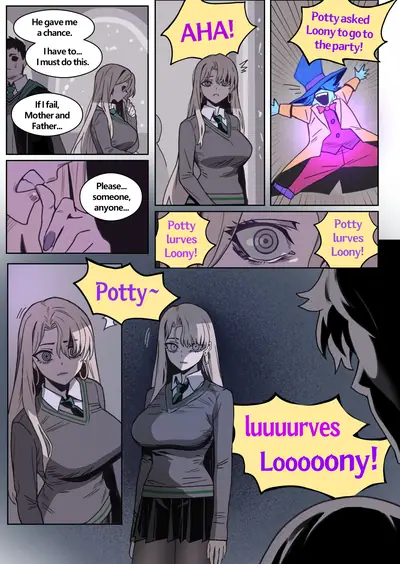 He gave me
a chance.
I have to...
I must do this.
If I fail,
Mother and
Father...
AHA!
Potty asked
Loony to go to
the party!
Please...
someone,
anyone...
Potty
lurves
Loony!
Potty
lurves
Loony!
Potty~
luuuurves
Looooony!